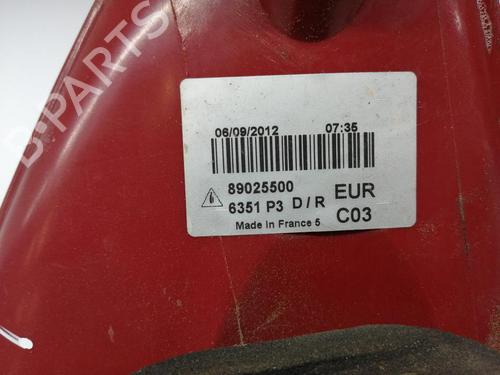 B-PARTS
06/09/2012 07:35
89025500 EUR
6351 P3 D / R C03
Made in France 5